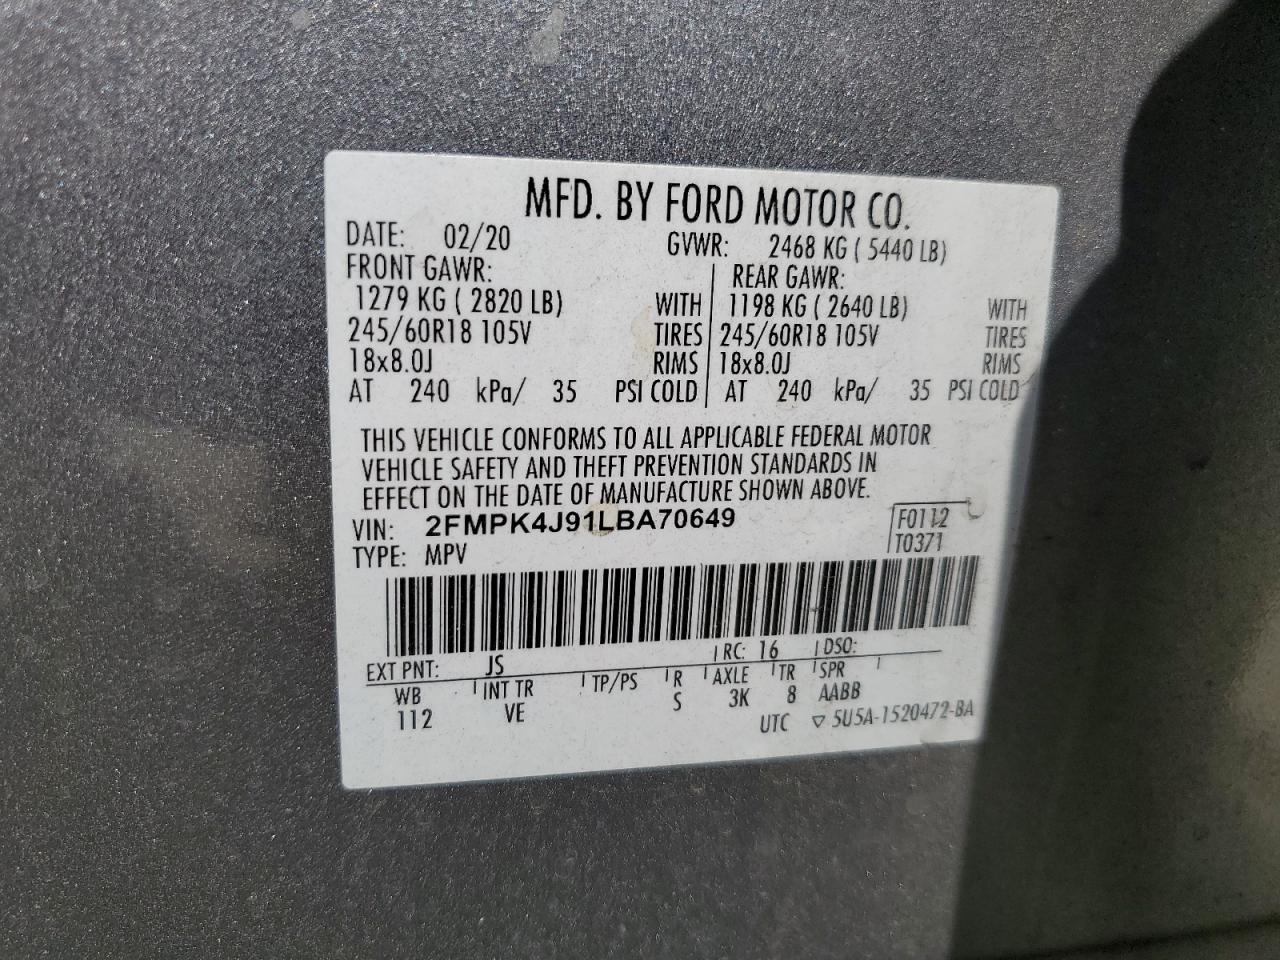 MFD. BY FORD MOTOR CO.
DATE: 02/20 GVWR: 2468 KG ( 5440 LB)
FRONT GAWR: REAR GAWR:
1279 KG ( 2820 LB) WITH 1198 KG ( 2640 LB) WITH
245/60R18 105V TIRES 245/60R18 105V TIRES
18x8.0J RIMS 18x8.0J RIMS
AT 240 kPa/ 35 PSI COLD AT 240 kPa/ 35 PSI COLD
THIS VEHICLE CONFORMS TO ALL APPLICABLE FEDERAL MOTOR
VEHICLE SAFETY AND THEFT PREVENTION STANDARDS IN
EFFECT ON THE DATE OF MANUFACTURE SHOWN ABOVE.
VIN: 2FMPK4J91LBA70649 F0112
TYPE: MPV T0371
EXT PNT: JS RC: 16 DSO:
WB INT TR TP/PS R AXLE TR SPR
112 VE S 3K 8 AABB
UTC ▽ 5U5A-1520472-BA